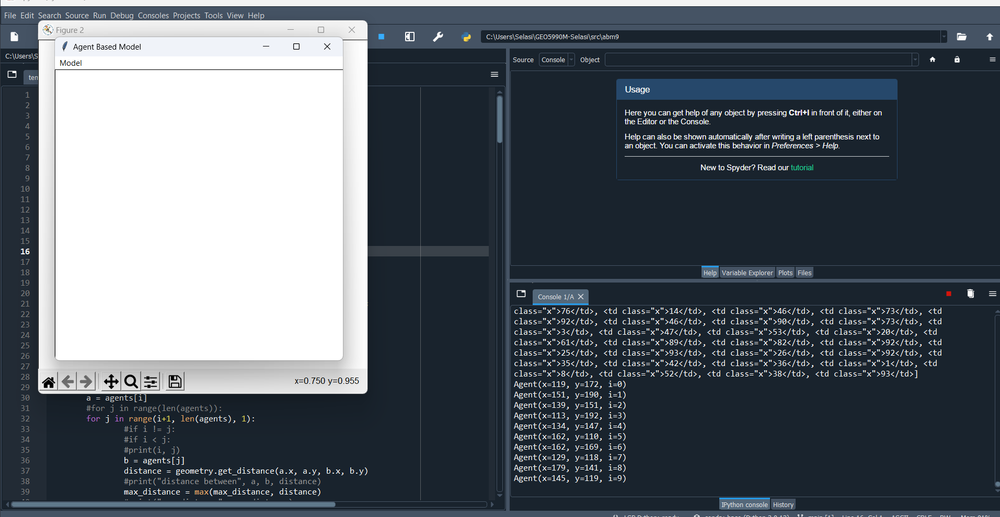 File Edit Search Source Run Debug Consoles Projects Tools View Help
Figure 2
Agent Based Model
Model
C:\Users\Selasi\GEO5990M-Selasi\src\abm9
C:\Users\S
tem
Source Console Object
Usage
Here you can get help of any object by pressing Ctrl+I in front of it, either on
the Editor or the Console.
Help can also be shown automatically after writing a left parenthesis next to
an object. You can activate this behavior in Preferences > Help.
New to Spyder? Read our tutorial
Help Variable Explorer Plots Files
1
2
3
4
5
6
7
8
9
10
11
12
13
14
15
16
17
18
19
20
21
22
23
24
25
26
27
28
29
x=0.750 y=0.955
30 a = agents[i]
31 #for j in range(len(agents)):
32 for j in range(i+1, len(agents), 1):
33 #if i != j:
34 #if i < j:
35 #print(i, j)
36 b = agents[j]
37 distance = geometry.get_distance(a.x, a.y, b.x, b.y)
38 #print("distance between", a, b, distance)
39 max_distance = max(max_distance, distance)
Console 1/A
class="x">76</td>, <td class="x">14</td>, <td class="x">46</td>, <td class="x">73</td>, <td
class="x">92</td>, <td class="x">46</td>, <td class="x">90</td>, <td class="x">73</td>, <td
class="x">3</td>, <td class="x">47</td>, <td class="x">53</td>, <td class="x">20</td>, <td
class="x">61</td>, <td class="x">89</td>, <td class="x">82</td>, <td class="x">92</td>, <td
class="x">25</td>, <td class="x">93</td>, <td class="x">26</td>, <td class="x">92</td>, <td
class="x">35</td>, <td class="x">42</td>, <td class="x">36</td>, <td class="x">1</td>, <td
class="x">8</td>, <td class="x">52</td>, <td class="x">38</td>, <td class="x">93</td>]
Agent(x=119, y=172, i=0)
Agent(x=151, y=190, i=1)
Agent(x=139, y=151, i=2)
Agent(x=113, y=192, i=3)
Agent(x=134, y=147, i=4)
Agent(x=162, y=110, i=5)
Agent(x=162, y=169, i=6)
Agent(x=129, y=118, i=7)
Agent(x=179, y=141, i=8)
Agent(x=145, y=119, i=9)
IPython console History